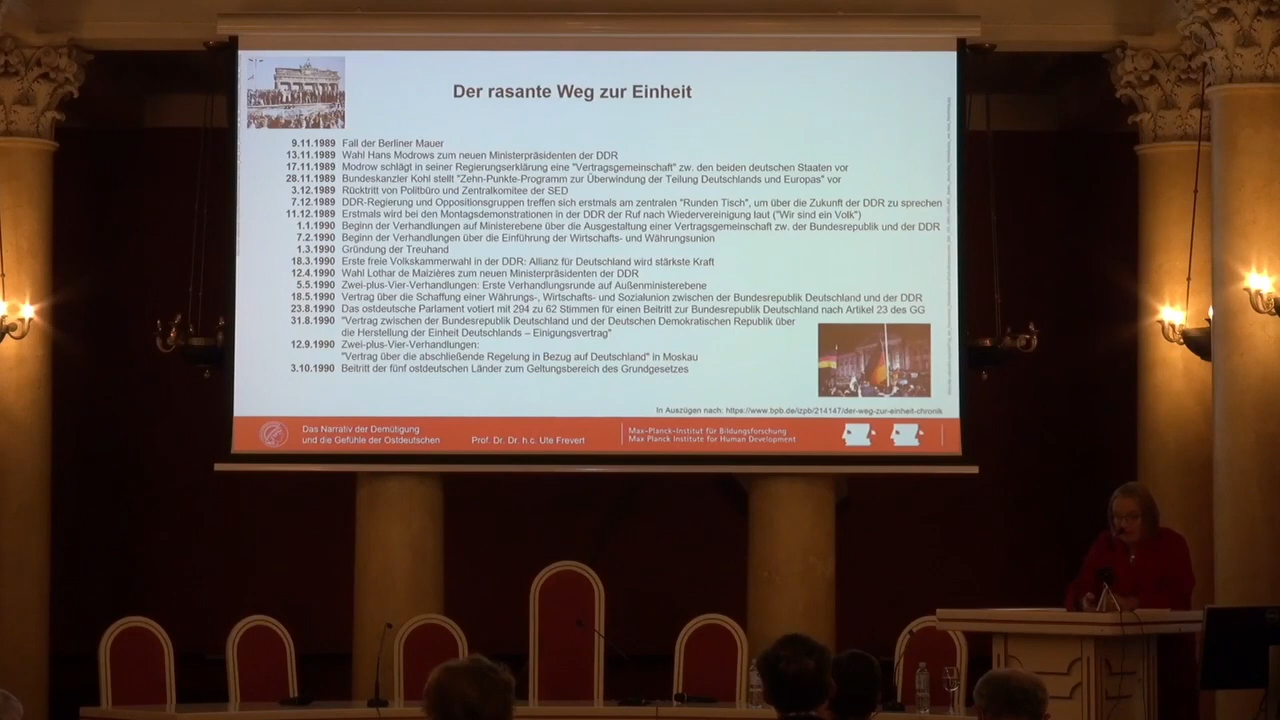 Der rasante Weg zur Einheit
9.11.1989 Fall der Berliner Mauer
13.11.1989 Wahl Hans Modrows zum neuen Ministerpräsidenten der DDR
17.11.1989 Modrow schlägt in seiner Regierungserklärung eine "Vertragsgemeinschaft" zw. den beiden deutschen Staaten vor
28.11.1989 Bundeskanzler Kohl stellt "Zehn-Punkte-Programm zur Überwindung der Teilung Deutschlands und Europas" vor
3.12.1989 Rücktritt von Politbüro und Zentralkomitee der SED
7.12.1989 DDR-Regierung und Oppositionsgruppen treffen sich erstmals am zentralen "Runden Tisch", um über die Zukunft der DDR zu sprechen
11.12.1989 Erstmals wird bei den Montagsdemonstrationen in der DDR der Ruf nach Wiedervereinigung laut ("Wir sind ein Volk")
1.1.1990 Beginn der Verhandlungen auf Ministerebene über die Ausgestaltung einer Vertragsgemeinschaft zw. der Bundesrepublik und der DDR
7.2.1990 Beginn der Verhandlungen über die Einführung der Wirtschafts- und Währungsunion
1.3.1990 Gründung der Treuhand
18.3.1990 Erste freie Volkskammerwahl in der DDR: Allianz für Deutschland wird stärkste Kraft
12.4.1990 Wahl Lothar de Maizières zum neuen Ministerpräsidenten der DDR
5.5.1990 Zwei-plus-Vier-Verhandlungen: Erste Verhandlungsrunde auf Außenministerebene
18.5.1990 Vertrag über die Schaffung einer Währungs-, Wirtschafts- und Sozialunion zwischen der Bundesrepublik Deutschland und der DDR
23.8.1990 Das ostdeutsche Parlament votiert mit 294 zu 62 Stimmen für einen Beitritt zur Bundesrepublik Deutschland nach Artikel 23 des GG
31.8.1990 "Vertrag zwischen der Bundesrepublik Deutschland und der Deutschen Demokratischen Republik über
die Herstellung der Einheit Deutschlands – Einigungsvertrag"
12.9.1990 Zwei-plus-Vier-Verhandlungen:
"Vertrag über die abschließende Regelung in Bezug auf Deutschland" in Moskau
3.10.1990 Beitritt der fünf ostdeutschen Länder zum Geltungsbereich des Grundgesetzes
In Auszügen nach: https://www.bpb.de/izpb/214147/der-weg-zur-einheit-chronik
Das Narrativ der Demütigung
und die Gefühle der Ostdeutschen
Prof. Dr. Dr. h.c. Ute Frevert
Max-Planck-Institut für Bildungsforschung
Max Planck Institute for Human Development